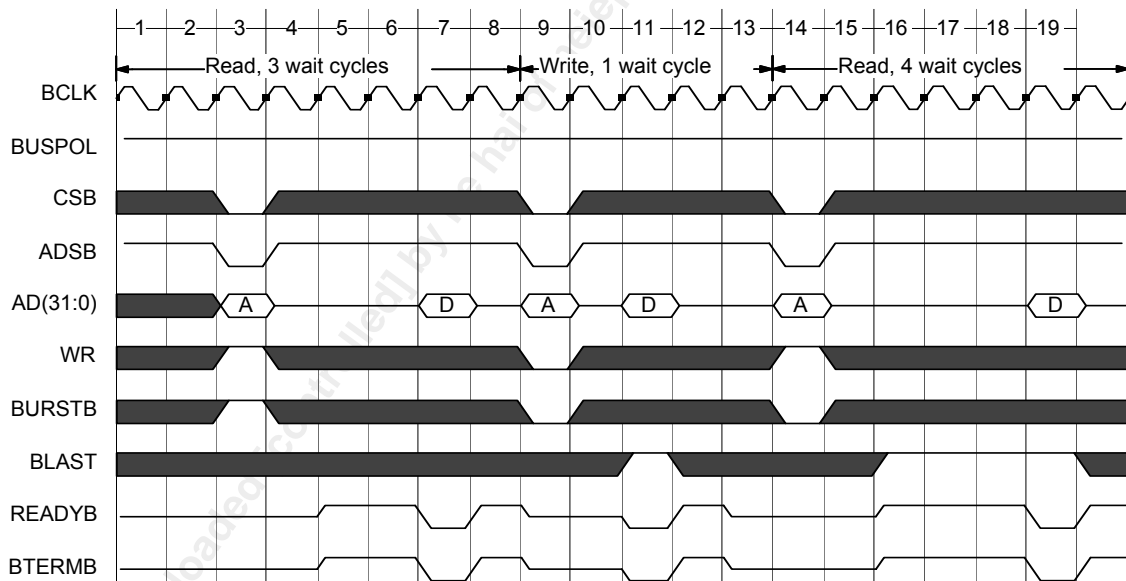 1 2 3 4 5 6 7 8 9 10 11 12 13 14 15 16 17 18 19
Read, 3 wait cycles Write, 1 wait cycle Read, 4 wait cycles
BCLK
BUSPOL
CSB
ADSB
AD(31:0) A D A D A D
WR
BURSTB
BLAST
READYB
BTERMB